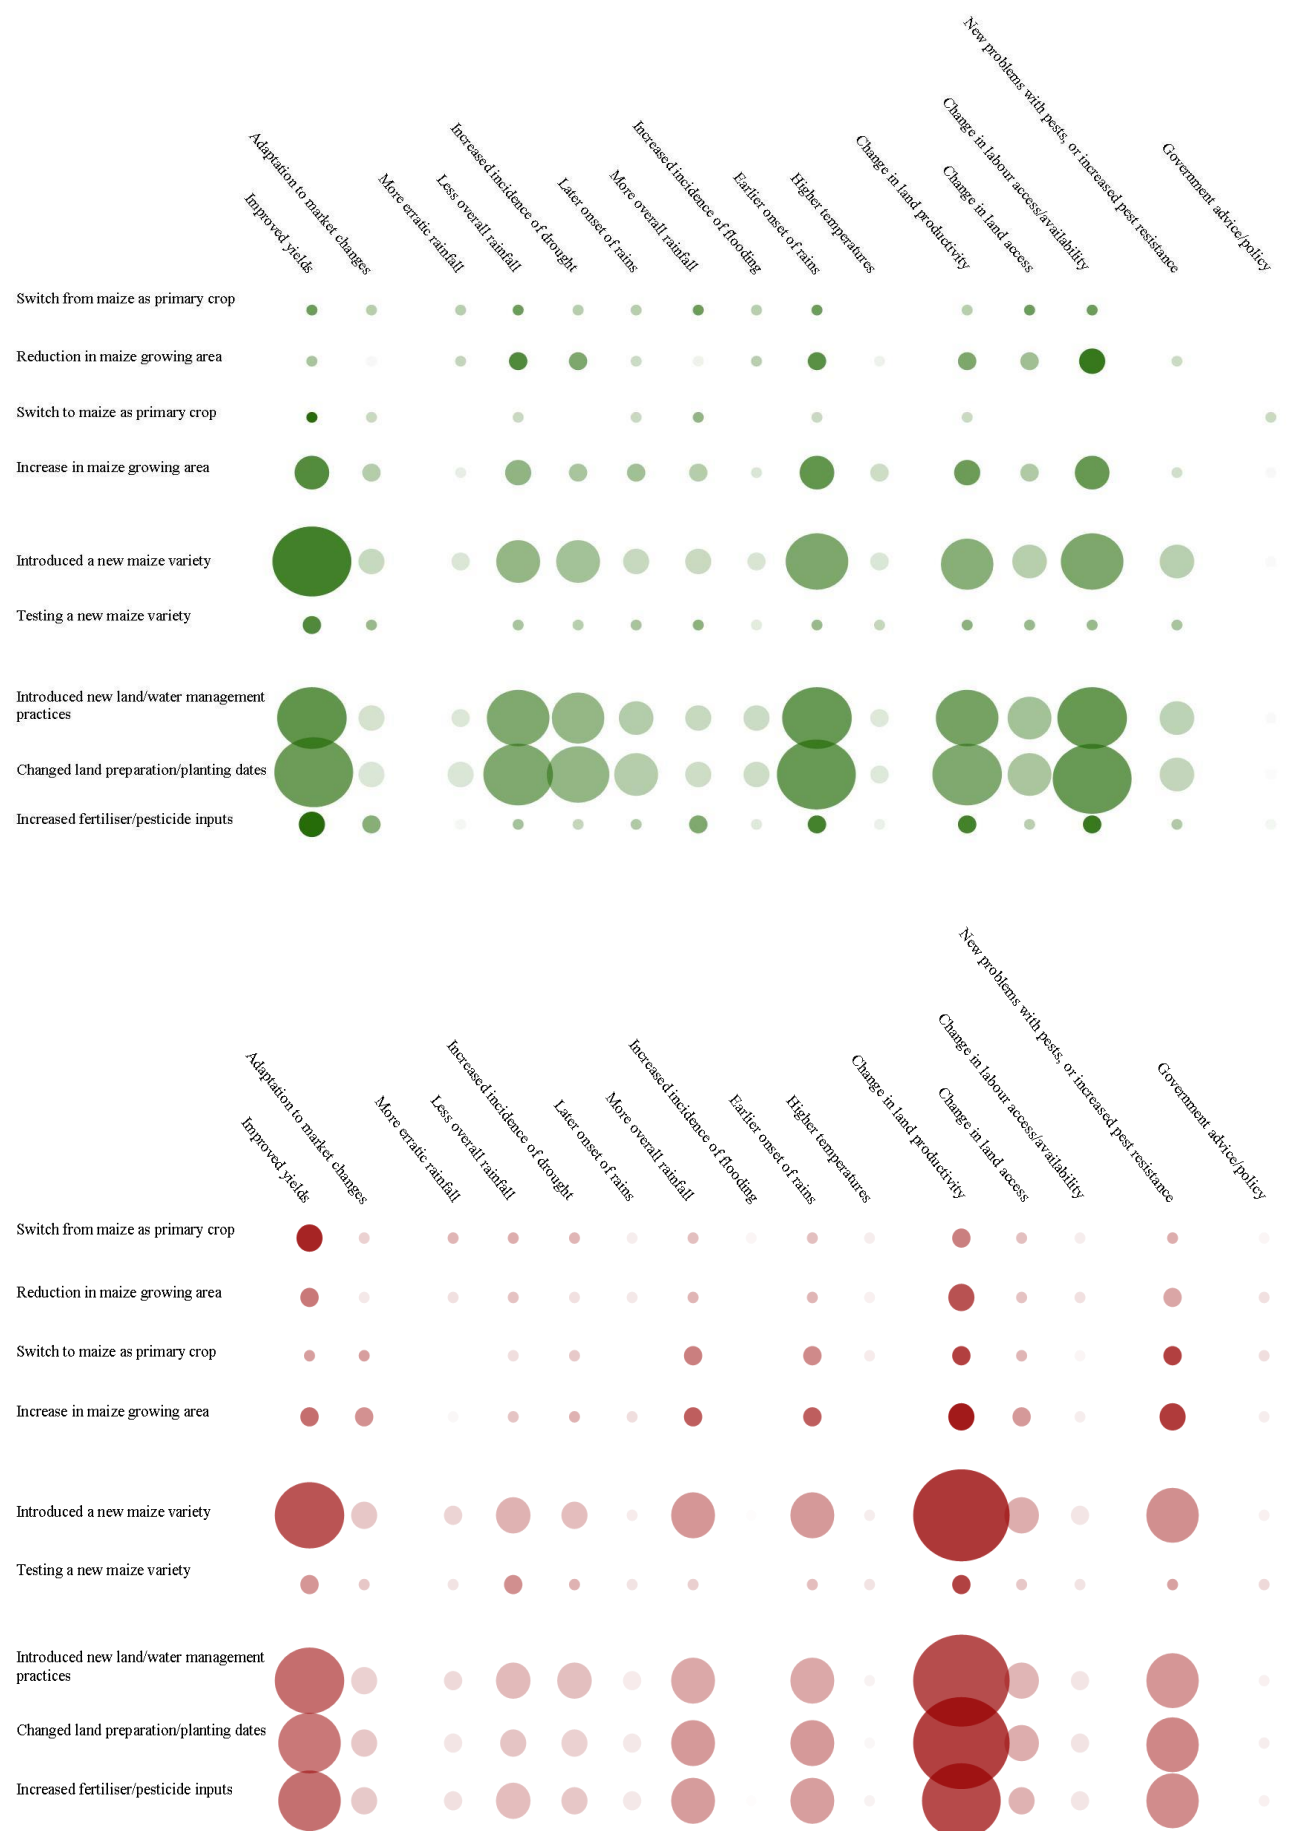 Improved yields
Adaptation to market changes
More erratic rainfall
Less overall rainfall
Increased incidence of drought
Later onset of rains
More overall rainfall
Increased incidence of flooding
Earlier onset of rains
Higher temperatures
Change in land productivity
Change in land access
Change in labour access/availability
New problems with pests, or increased pest resistance
Government advice/policy
Switch from maize as primary crop
Reduction in maize growing area
Switch to maize as primary crop
Increase in maize growing area
Introduced a new maize variety
Testing a new maize variety
Introduced new land/water management
practices
Changed land preparation/planting dates
Increased fertiliser/pesticide inputs
Improved yields
Adaptation to market changes
More erratic rainfall
Less overall rainfall
Increased incidence of drought
Later onset of rains
More overall rainfall
Increased incidence of flooding
Earlier onset of rains
Higher temperatures
Change in land productivity
Change in land access
Change in labour access/availability
New problems with pests, or increased pest resistance
Government advice/policy
Switch from maize as primary crop
Reduction in maize growing area
Switch to maize as primary crop
Increase in maize growing area
Introduced a new maize variety
Testing a new maize variety
Introduced new land/water management
practices
Changed land preparation/planting dates
Increased fertiliser/pesticide inputs